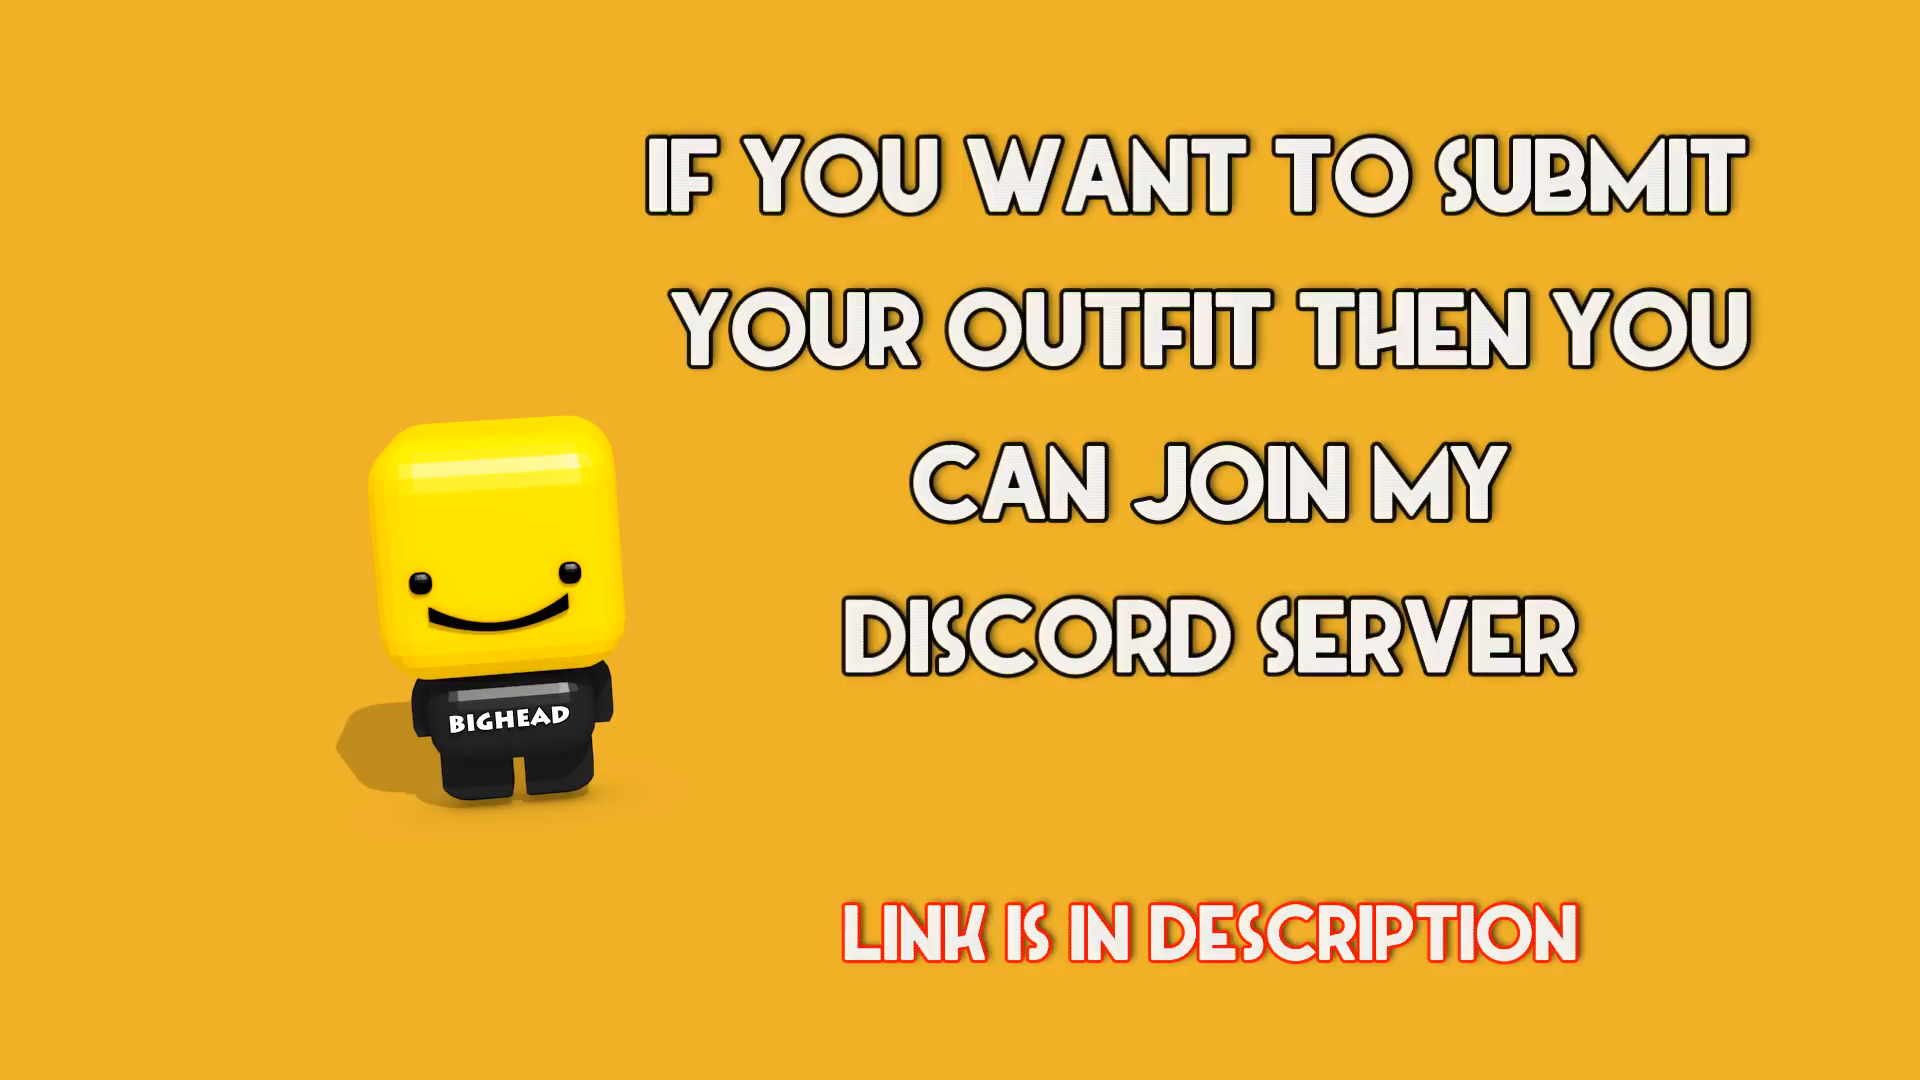 IF YOU WANT TO SUBMIT
YOUR OUTFIT THEN YOU
CAN JOIN MY
DISCORD SERVER
BIGHEAD
LINK IS IN DESCRIPTION